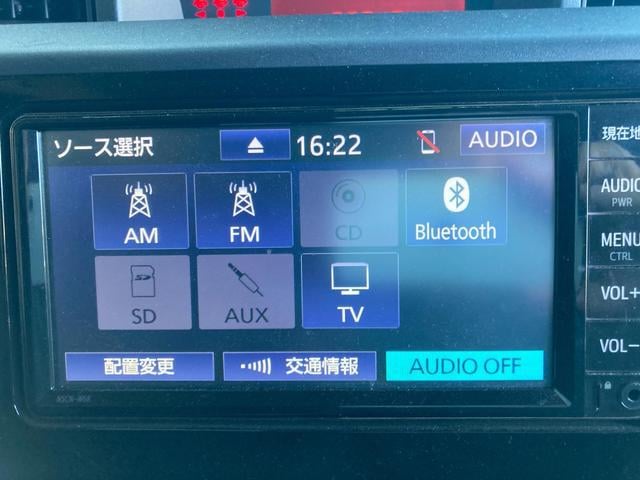 ソース選択
16:22
AUDIO
AM
FM
CD
Bluetooth
SD
AUX
TV
配置変更
交通情報
AUDIO OFF
現在地
AUDIO
PWR
MENU
CTRL
VOL+
VOL−